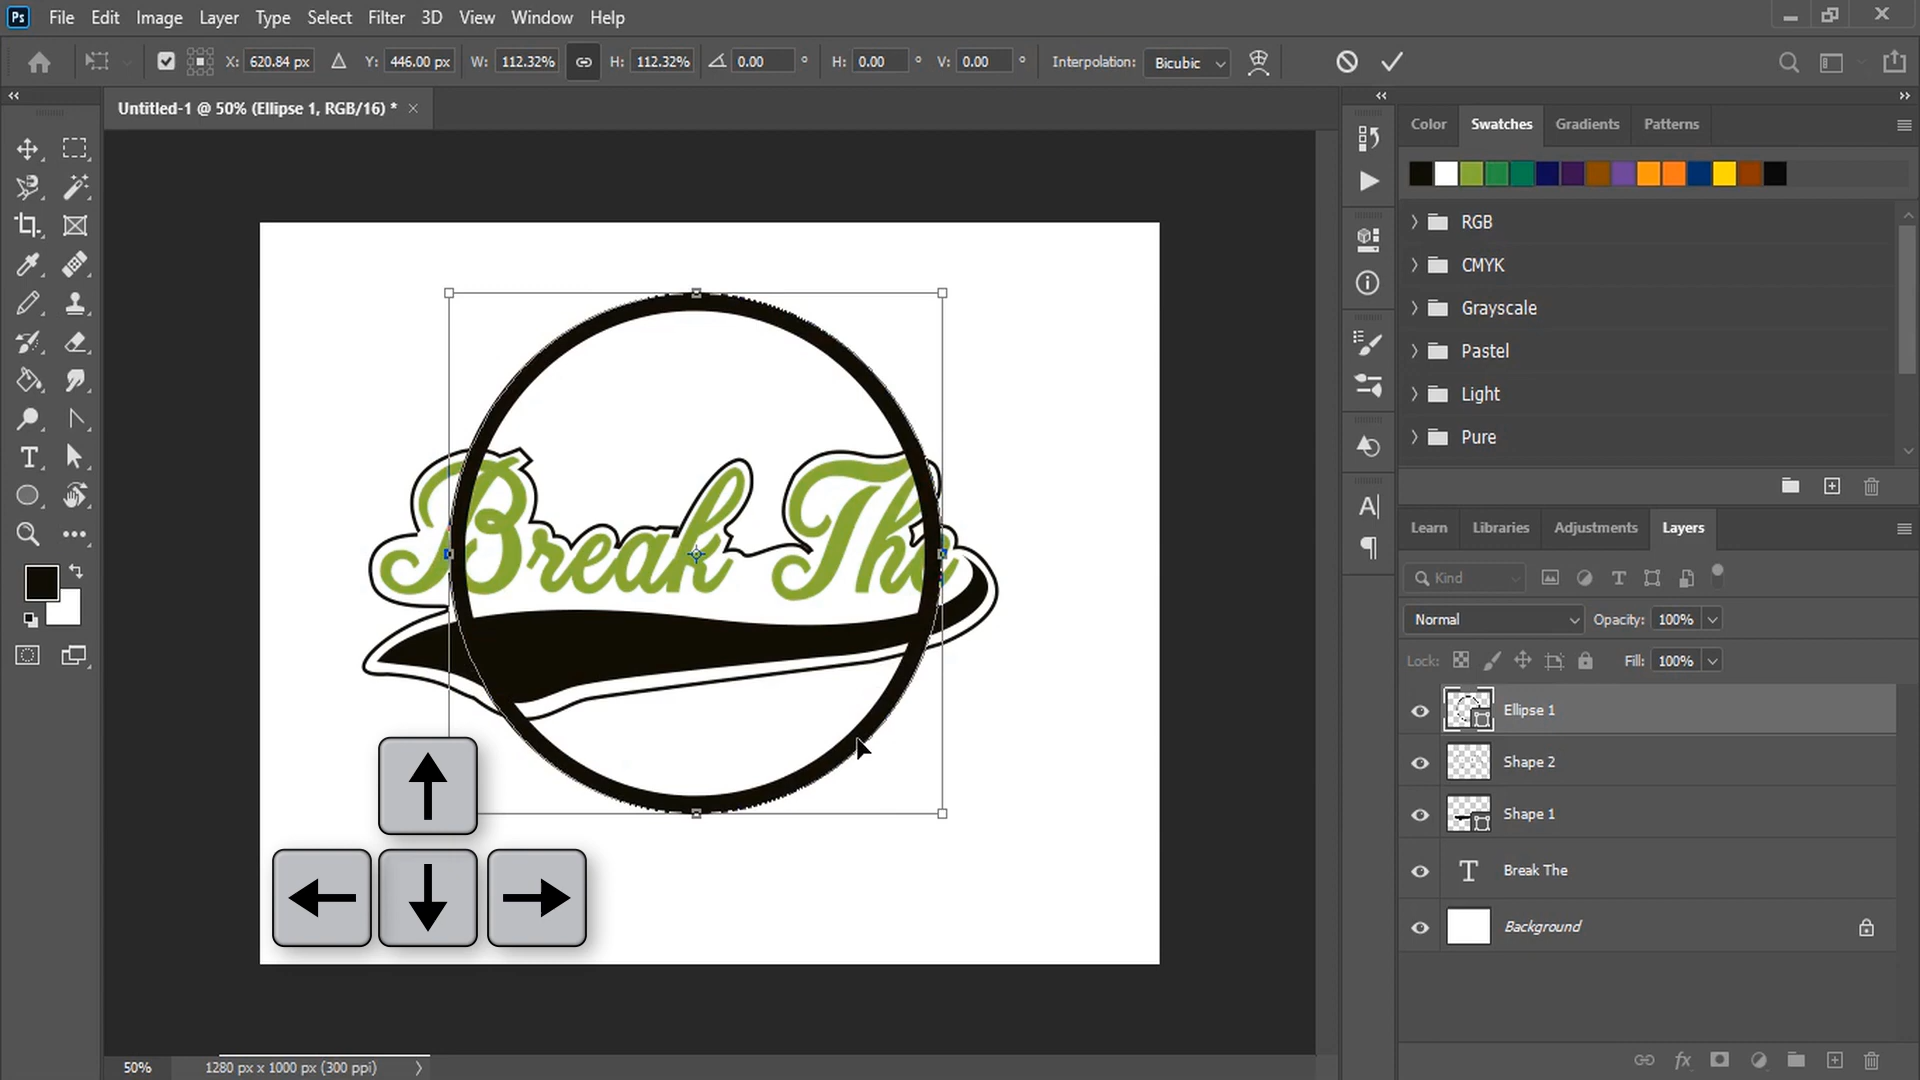 Ps File Edit Image Layer Type Select Filter 3D View Window Help
X: 620.84 px Y: 446.00 px W: 112.32% H: 112.32% 0.00 ° H: 0.00 ° V: 0.00 ° Interpolation: Bicubic
Untitled-1 @ 50% (Ellipse 1, RGB/16) * ×
Color Swatches Gradients Patterns
RGB
CMYK
Grayscale
Pastel
Light
Pure
Break The
Learn Libraries Adjustments Layers
Kind
Normal Opacity: 100%
Lock: Fill: 100%
Ellipse 1
Shape 2
Shape 1
Break The
Background
50% 1280 px x 1000 px (300 ppi)